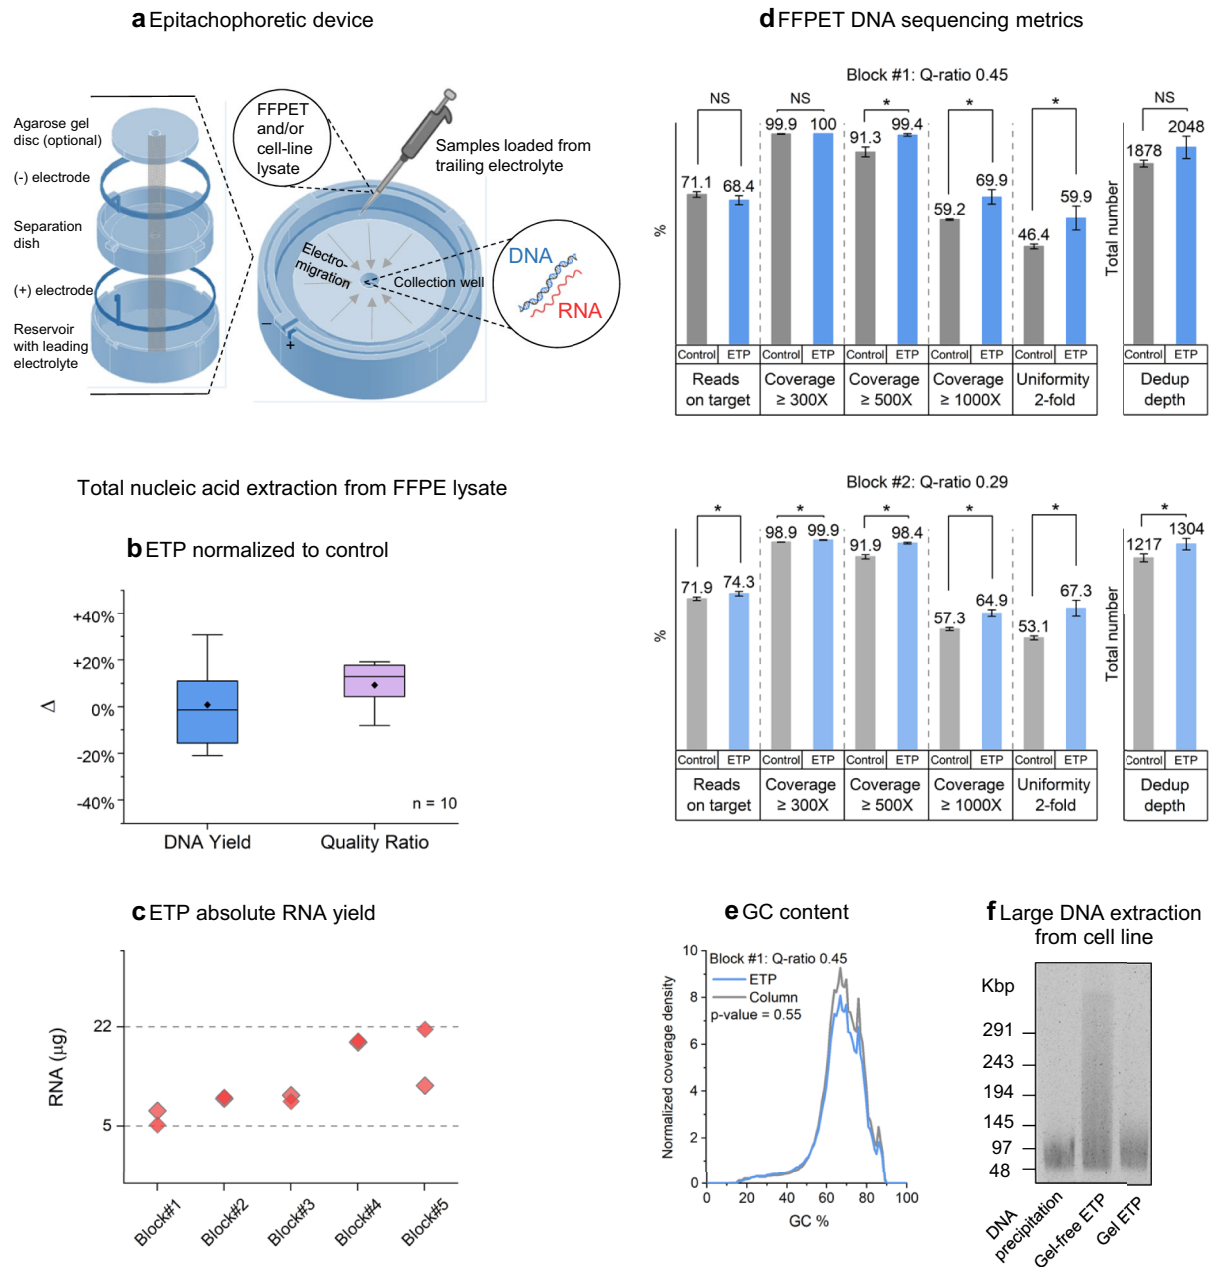 a Epitachophoretic device
Agarose gel
disc (optional)
(-) electrode
Separation
dish
(+) electrode
Reservoir
with leading
electrolyte
FFPET
and/or
cell-line
lysate
Samples loaded from
trailing electrolyte
Electro-
migration
Collection well
DNA
RNA
−
+
Total nucleic acid extraction from FFPE lysate
b ETP normalized to control
Δ
+40%
+20%
0%
-20%
-40%
n = 10
DNA Yield
Quality Ratio
c ETP absolute RNA yield
RNA (µg)
22
5
Block#1
Block#2
Block#3
Block#4
Block#5
d FFPET DNA sequencing metrics
Block #1: Q-ratio 0.45
NS NS * * * NS
71.1 68.4 99.9 100 91.3 99.4 59.2 69.9 46.4 59.9 1878 2048
%
Total number
Control ETP Control ETP Control ETP Control ETP Control ETP Control ETP
Reads
on target
Coverage
≥ 300X
Coverage
≥ 500X
Coverage
≥ 1000X
Uniformity
2-fold
Dedup
depth
Block #2: Q-ratio 0.29
* * * * * *
71.9 74.3 98.9 99.9 91.9 98.4 57.3 64.9 53.1 67.3 1217 1304
%
Total number
Control ETP Control ETP Control ETP Control ETP Control ETP Control ETP
Reads
on target
Coverage
≥ 300X
Coverage
≥ 500X
Coverage
≥ 1000X
Uniformity
2-fold
Dedup
depth
e GC content
Block #1: Q-ratio 0.45
ETP
Column
p-value = 0.55
Normalized coverage density
10
8
6
4
2
0
0 20 40 60 80 100
GC %
f Large DNA extraction
from cell line
Kbp
291
243
194
145
97
48
DNA
precipitation
Gel-free ETP
Gel ETP